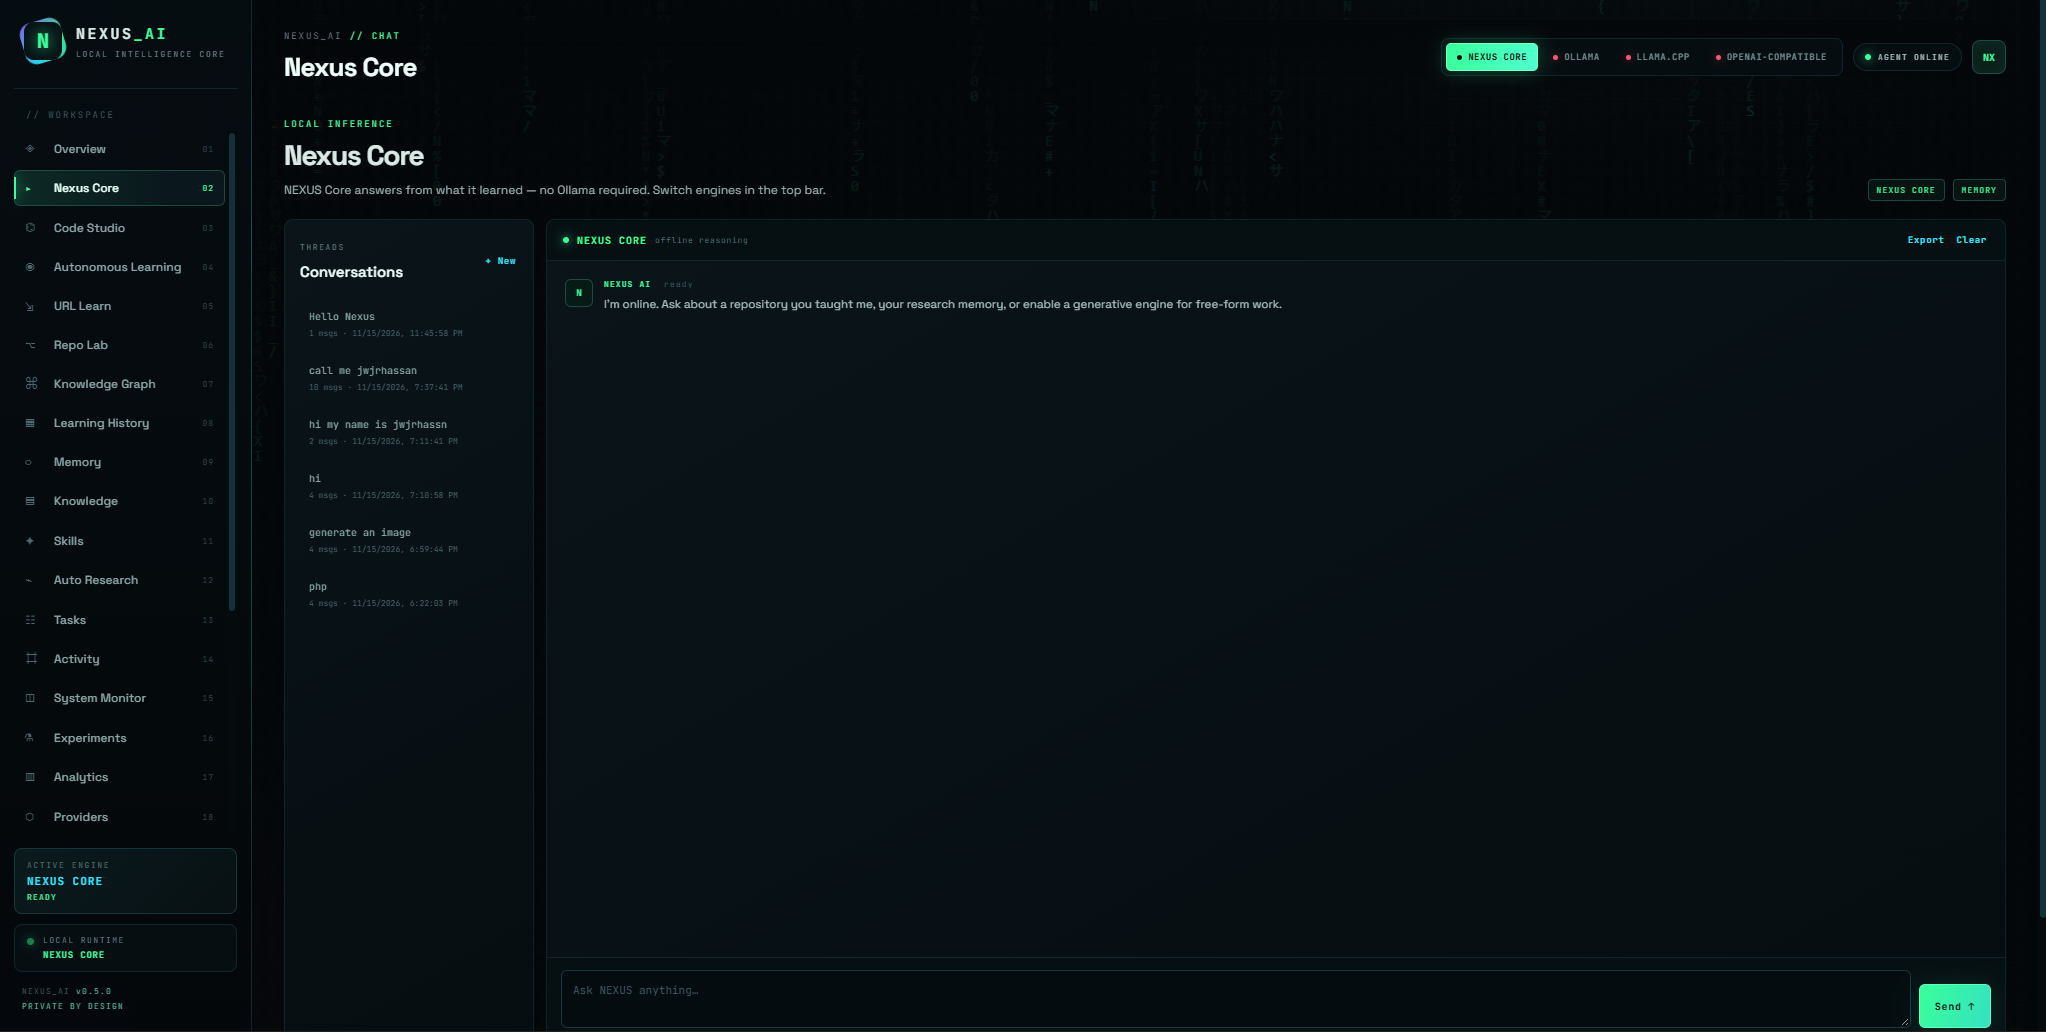 N
NEXUS_AI
LOCAL INTELLIGENCE CORE
// WORKSPACE
Overview 01
Nexus Core 02
Code Studio 03
Autonomous Learning 04
URL Learn 05
Repo Lab 06
Knowledge Graph 07
Learning History 08
Memory 09
Knowledge 10
Skills 11
Auto Research 12
Tasks 13
Activity 14
System Monitor 15
Experiments 16
Analytics 17
Providers 18
ACTIVE ENGINE
NEXUS CORE
READY
LOCAL RUNTIME
NEXUS CORE
NEXUS_AI v0.5.0
PRIVATE BY DESIGN
NEXUS_AI // CHAT
Nexus Core
NEXUS CORE OLLAMA LLAMA.CPP OPENAI-COMPATIBLE AGENT ONLINE NX
LOCAL INFERENCE
Nexus Core
NEXUS Core answers from what it learned — no Ollama required. Switch engines in the top bar.
NEXUS CORE MEMORY
THREADS
Conversations
+ New
Hello Nexus
1 msgs · 11/15/2026, 11:45:58 PM
call me jwjrhassan
10 msgs · 11/15/2026, 7:37:41 PM
hi my name is jwjrhassn
2 msgs · 11/15/2026, 7:11:41 PM
hi
4 msgs · 11/15/2026, 7:10:58 PM
generate an image
4 msgs · 11/15/2026, 6:59:44 PM
php
4 msgs · 11/15/2026, 6:22:03 PM
NEXUS CORE offline reasoning
Export Clear
N
NEXUS AI ready
I'm online. Ask about a repository you taught me, your research memory, or enable a generative engine for free-form work.
Ask NEXUS anything…
Send ↑